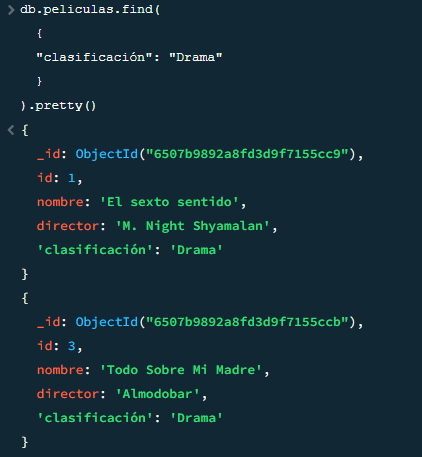 db.peliculas.find(
{
"clasificación": "Drama"
}
).pretty()
{
_id: ObjectId("6507b9892a8fd3d9f7155cc9"),
id: 1,
nombre: 'El sexto sentido',
director: 'M. Night Shyamalan',
'clasificación': 'Drama'
}
{
_id: ObjectId("6507b9892a8fd3d9f7155ccb"),
id: 3,
nombre: 'Todo Sobre Mi Madre',
director: 'Almodobar',
'clasificación': 'Drama'
}